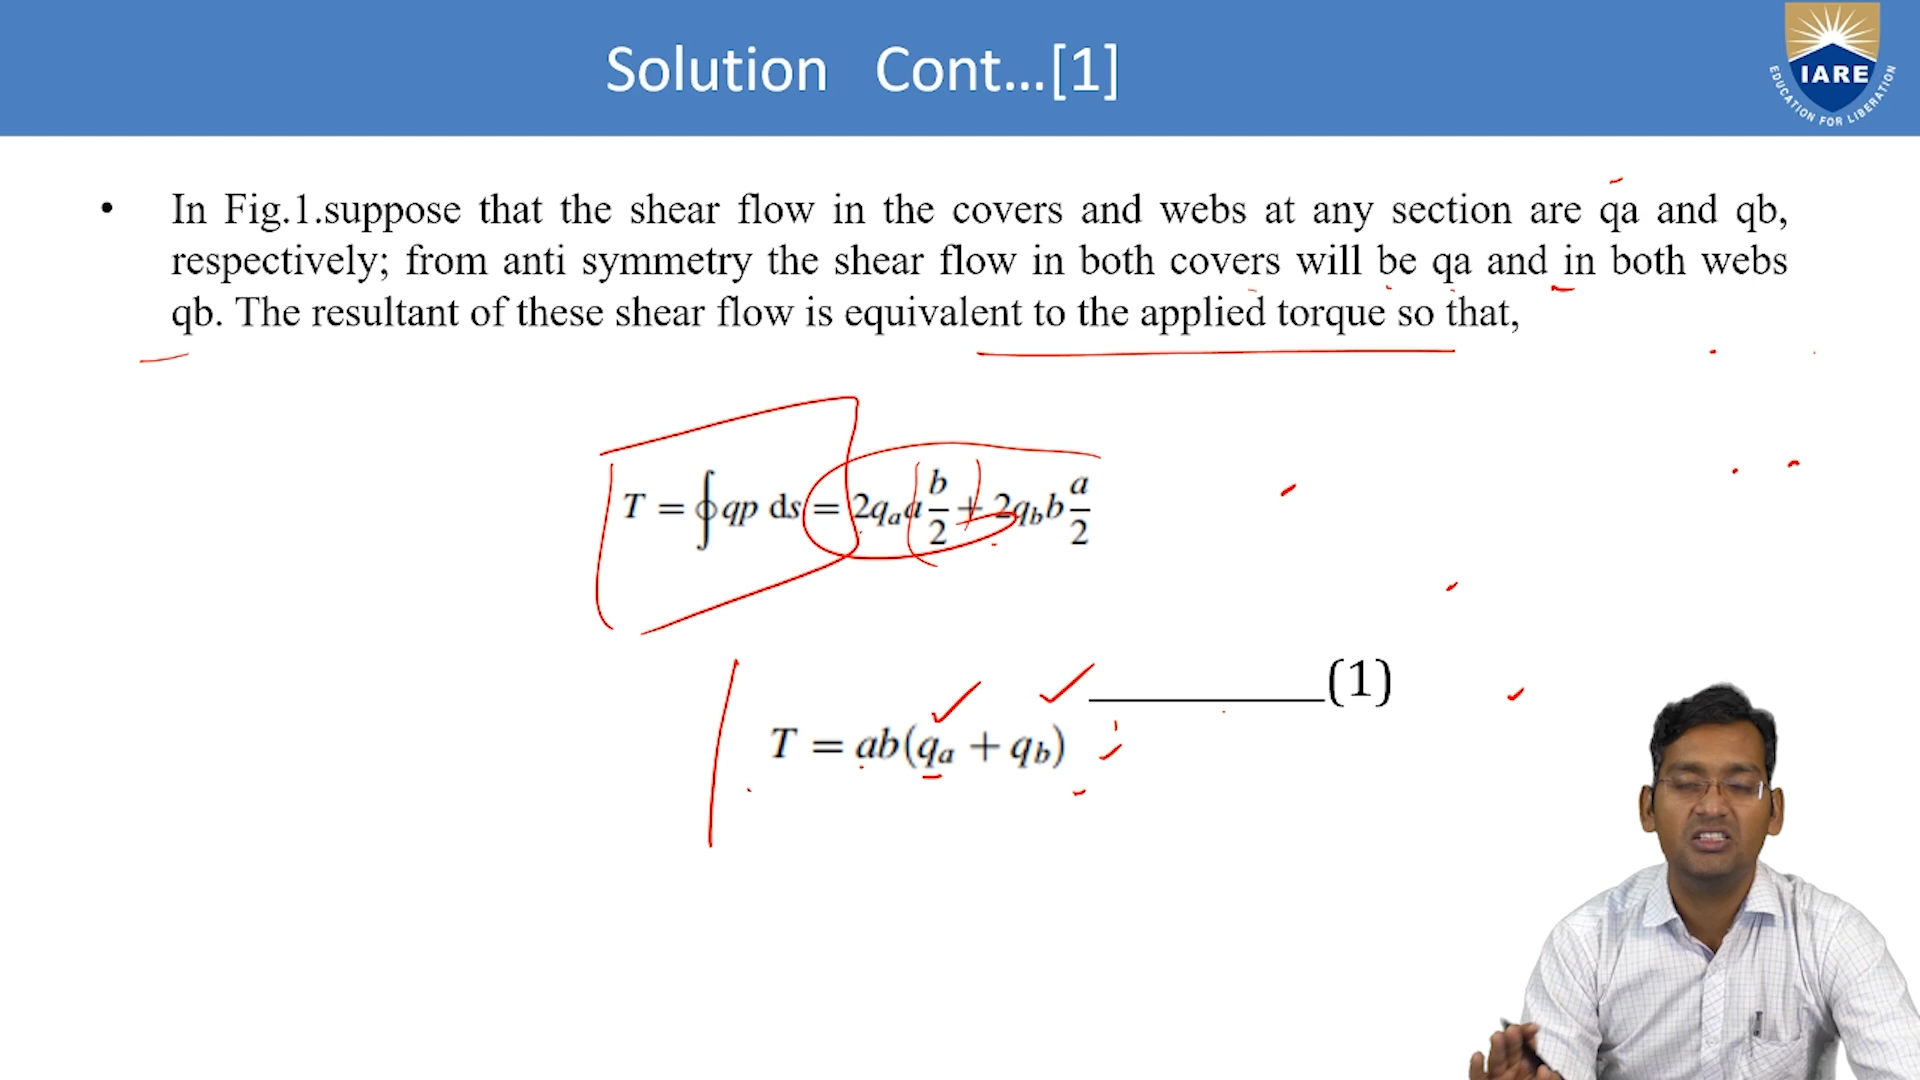 Solution Cont...[1]
IARE
EDUCATION FOR LIBERATION
• In Fig.1.suppose that the shear flow in the covers and webs at any section are qa and qb,
respectively; from anti symmetry the shear flow in both covers will be qa and in both webs
qb. The resultant of these shear flow is equivalent to the applied torque so that,
T = ∮ qp ds = 2qₐa b/2 + 2q_b b a/2
____________(1)
T = ab(qₐ + q_b)